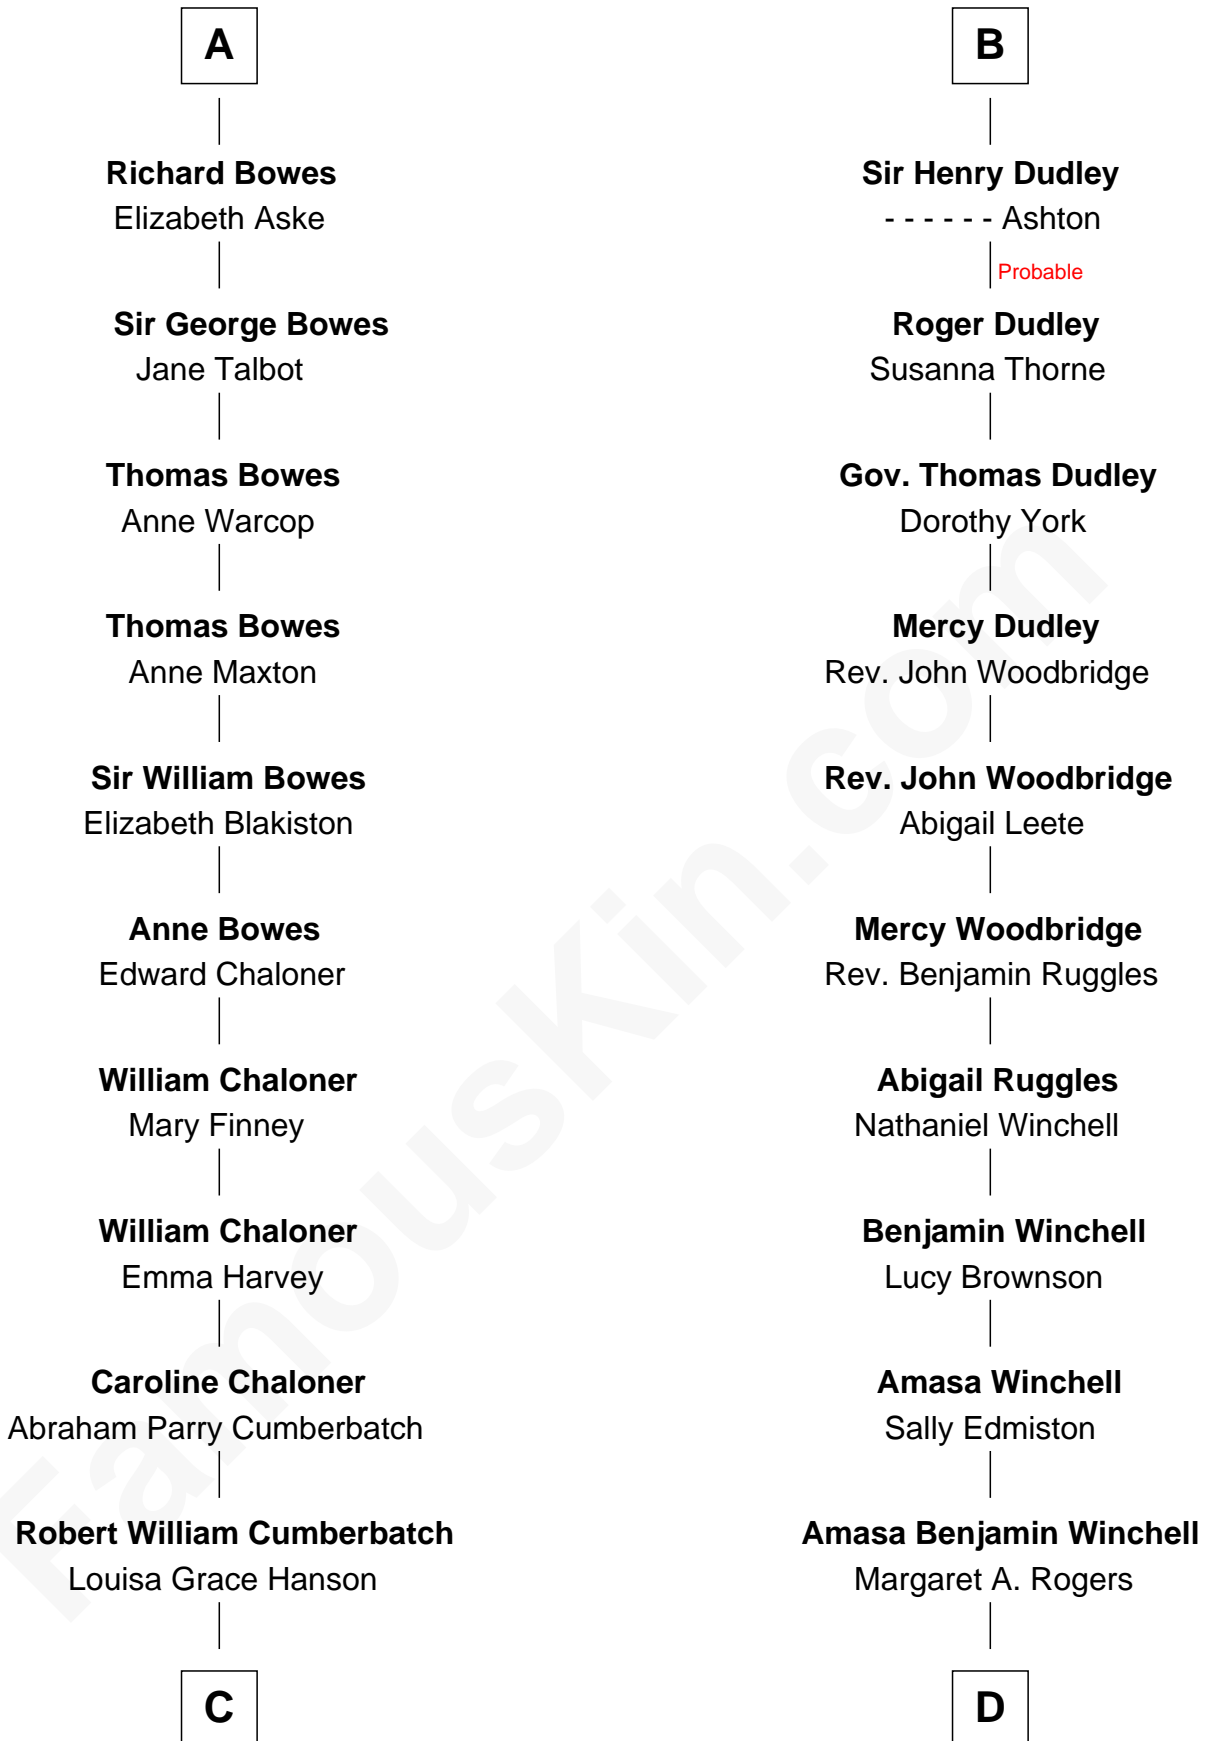 A
Richard Bowes
Elizabeth Aske
Sir George Bowes
Jane Talbot
Thomas Bowes
Anne Warcop
Thomas Bowes
Anne Maxton
Sir William Bowes
Elizabeth Blakiston
Anne Bowes
Edward Chaloner
William Chaloner
Mary Finney
William Chaloner
Emma Harvey
Caroline Chaloner
Abraham Parry Cumberbatch
Robert William Cumberbatch
Louisa Grace Hanson
C
B
Sir Henry Dudley
- - - - - - Ashton
Probable
Roger Dudley
Susanna Thorne
Gov. Thomas Dudley
Dorothy York
Mercy Dudley
Rev. John Woodbridge
Rev. John Woodbridge
Abigail Leete
Mercy Woodbridge
Rev. Benjamin Ruggles
Abigail Ruggles
Nathaniel Winchell
Benjamin Winchell
Lucy Brownson
Amasa Winchell
Sally Edmiston
Amasa Benjamin Winchell
Margaret A. Rogers
D
FamousKin.com